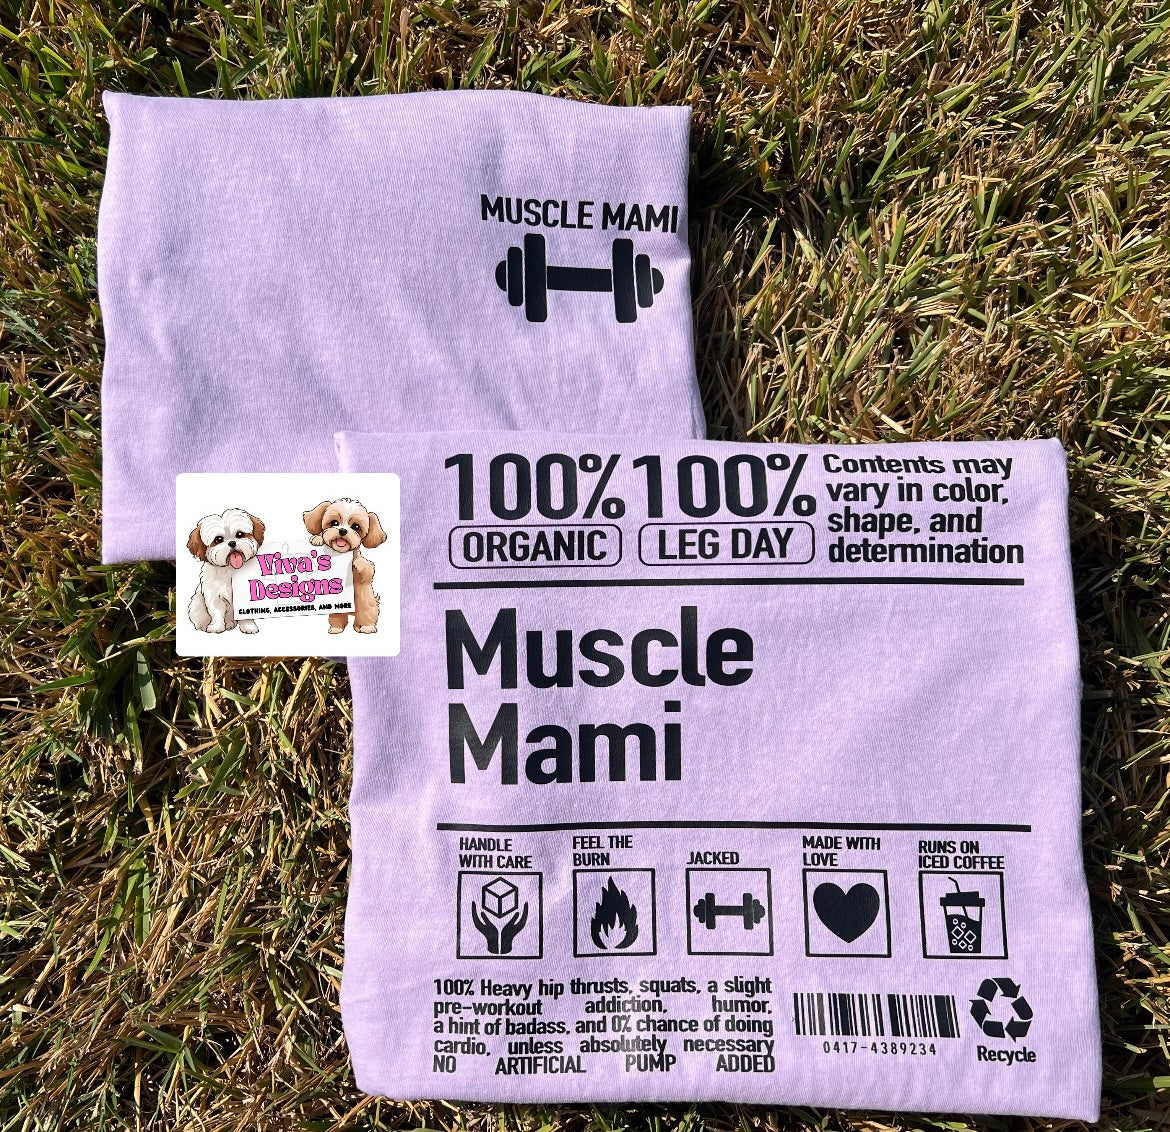 MUSCLE MAMI
Viva's
Designs
CLOTHING, ACCESSORIES, AND MORE
100% 100%
ORGANIC LEG DAY
Contents may
vary in color,
shape, and
determination
Muscle
Mami
HANDLE
WITH CARE
FEEL THE
BURN
JACKED
MADE WITH
LOVE
RUNS ON
ICED COFFEE
100% Heavy hip thrusts, squats, a slight
pre-workout addiction, humor,
a hint of badass, and 0% chance of doing
cardio, unless absolutely necessary
NO ARTIFICIAL PUMP ADDED
0417-4389234
Recycle